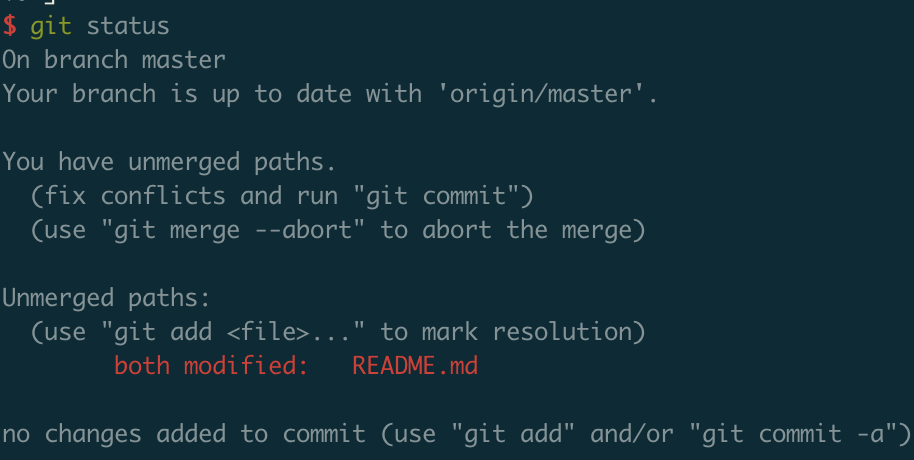 $ git status
On branch master
Your branch is up to date with 'origin/master'.
You have unmerged paths.
(fix conflicts and run "git commit")
(use "git merge --abort" to abort the merge)
Unmerged paths:
(use "git add <file>..." to mark resolution)
both modified: README.md
no changes added to commit (use "git add" and/or "git commit -a")